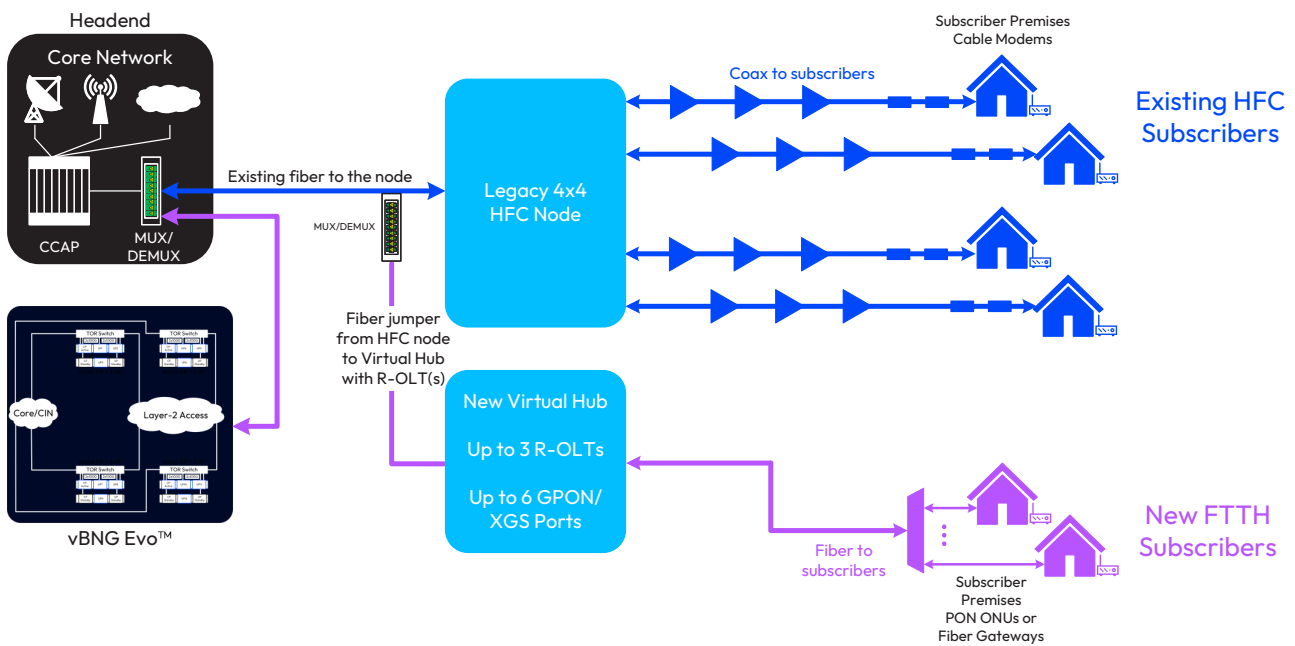 Headend
Core Network
CCAP
MUX/
DEMUX
Existing fiber to the node
MUX/DEMUX
Legacy 4x4
HFC Node
Coax to subscribers
Subscriber Premises
Cable Modems
Existing HFC
Subscribers
TOR Switch
TOR Switch
Core/CIN
Layer-2 Access
TOR Switch
TOR Switch
vBNG Evo™
Fiber jumper
from HFC node
to Virtual Hub
with R-OLT(s)
New Virtual Hub
Up to 3 R-OLTs
Up to 6 GPON/
XGS Ports
Fiber to
subscribers
Subscriber
Premises
PON ONUs or
Fiber Gateways
New FTTH
Subscribers